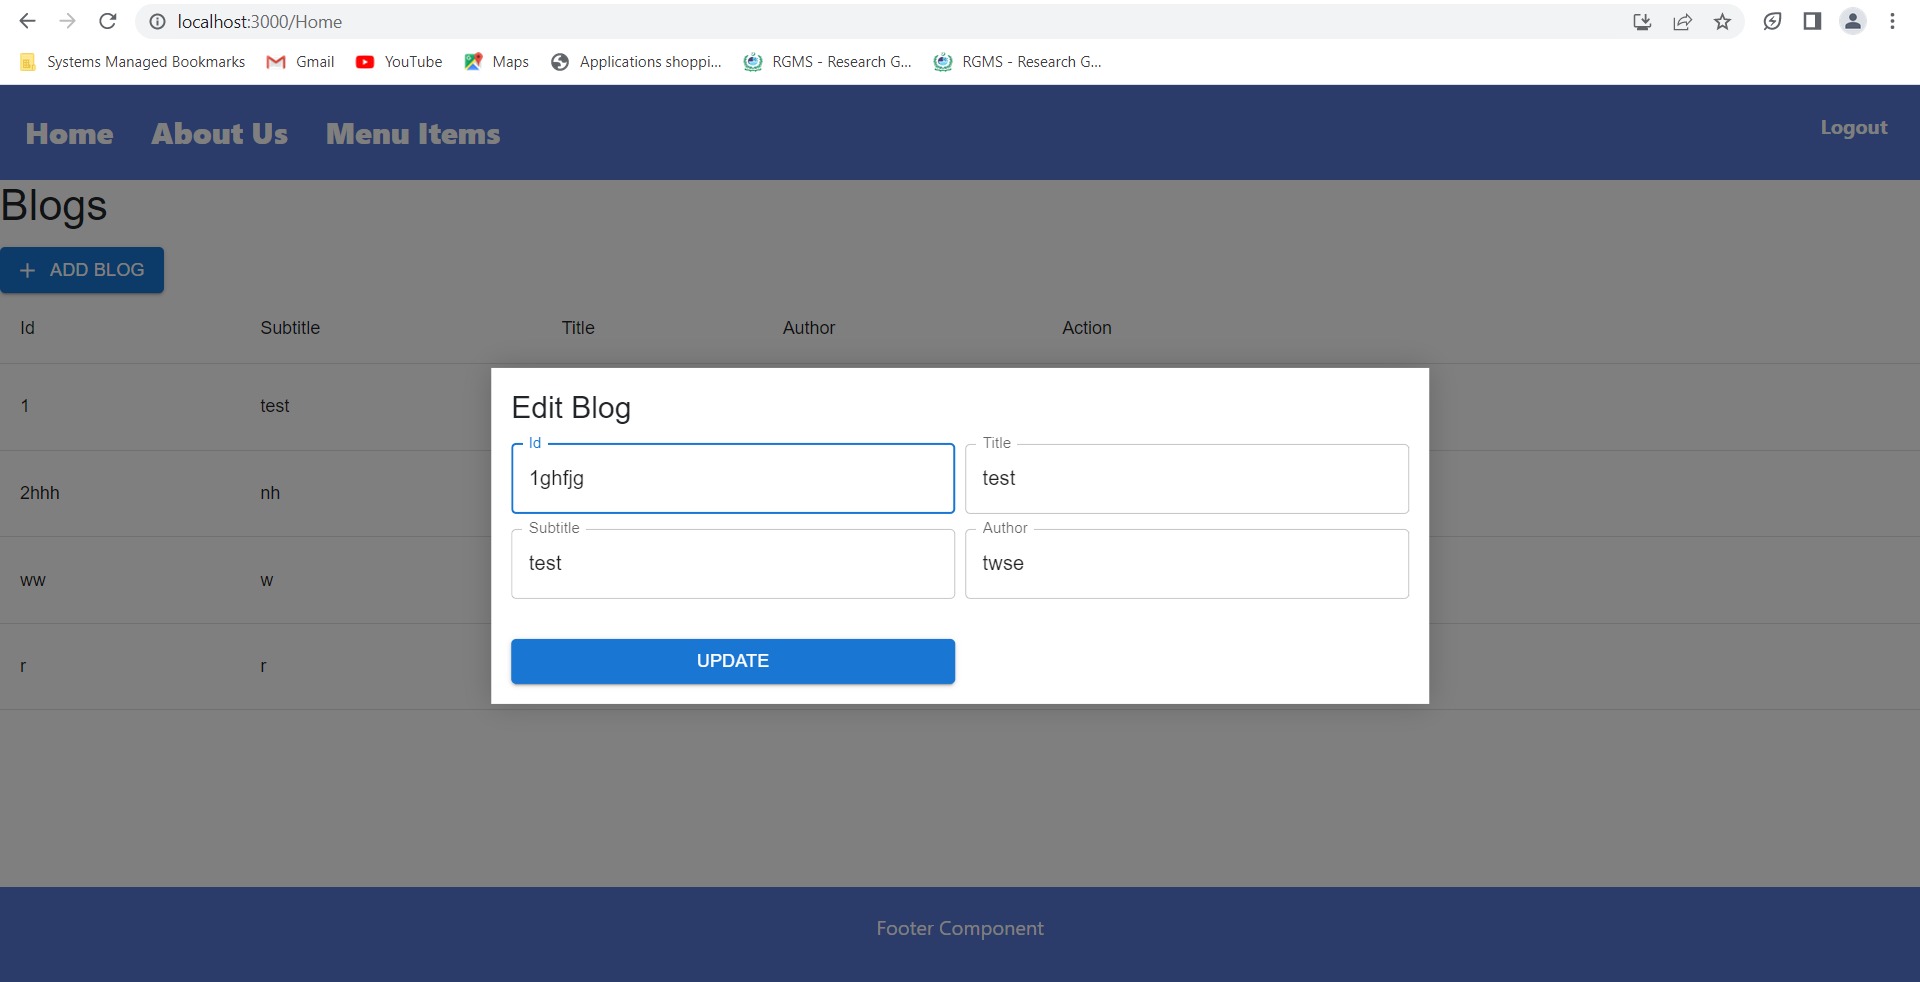 localhost:3000/Home
Systems Managed Bookmarks Gmail YouTube Maps Applications shoppi... RGMS - Research G... RGMS - Research G...
Home About Us Menu Items Logout
Blogs
+ ADD BLOG
Id Subtitle Title Author Action
1 test
2hhh nh
ww w
r r
Edit Blog
Id Title
1ghfjg test
Subtitle Author
test twse
UPDATE
Footer Component